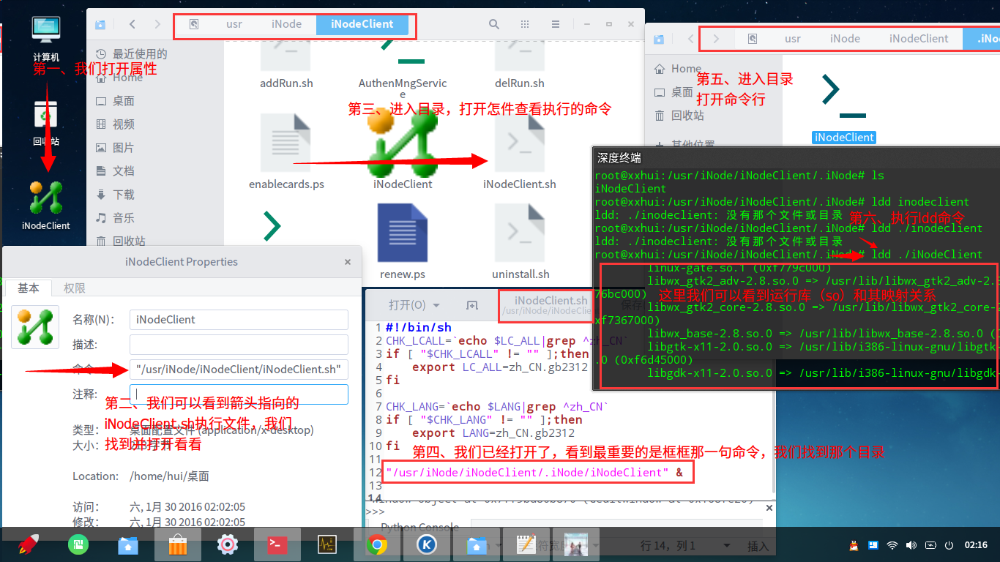 计算机
第一、我们打开属性
回收站
iNodeClient
usr
iNode
iNodeClient
最近使用的
Home
桌面
视频
图片
文档
下载
音乐
回收站
addRun.sh
AuthenMngServic
e
delRun.sh
第三、进入目录，打开怎件查看执行的命令
enablecards.ps
iNodeClient
iNodeClient.sh
renew.ps
uninstall.sh
usr
iNode
iNodeClient
Home
桌面
回收站
其他位置
第五、进入目录
打开命令行
iNodeClient
深度终端
root@xxhui:/usr/iNode/iNodeClient/.iNode# ls
iNodeClient
root@xxhui:/usr/iNode/iNodeClient/.iNode# ldd inodeclient
ldd: ./inodeclient: 没有那个文件或目录
第六、执行ldd命令
root@xxhui:/usr/iNode/iNodeClient/.iNode# ldd ./inodeclient
ldd: ./inodeclient: 没有那个文件或目录
root@xxhui:/usr/iNode/iNodeClient/.iNode# ldd ./iNodeClient
linux-gate.so.1 (0xf779c000)
libwx_gtk2_adv-2.8.so.0 => /usr/lib/libwx_gtk2_adv-2.8
76bc000)
这里我们可以看到运行库（so）和其映射关系
libwx_gtk2_core-2.8.so.0 => /usr/lib/libwx_gtk2_core-2
xf7367000)
libwx_base-2.8.so.0 => /usr/lib/libwx_base-2.8.so.0 (0
libgtk-x11-2.0.so.0 => /usr/lib/i386-linux-gnu/libgtk-
.0 (0xf6d45000)
libgdk-x11-2.0.so.0 => /usr/lib/i386-linux-gnu/libgdk-
iNodeClient Properties
基本
权限
名称(N)：
iNodeClient
描述:
"/usr/iNode/iNodeClient/iNodeClient.sh"
注释:
第二、我们可以看到箭头指向的
iNodeClient.sh执行文件，我们
找到并打开看看
类型：
桌面配置文件 (application/x-desktop)
大小：
Location:
/home/hui/桌面
访问：
六, 1月 30 2016 02:02:05
修改：
六, 1月 30 2016 02:02:05
打开(O)
iNodeClient.sh
/usr/iNode/iNodeClie
1 #!/bin/sh
2 CHK_LCALL=`echo $LC_ALL|grep ^zh_CN`
3 if [ "$CHK_LCALL" != "" ];then
4 export LC_ALL=zh_CN.gb2312
5 fi
6
7 CHK_LANG=`echo $LANG|grep ^zh_CN`
8 if [ "$CHK_LANG" != "" ];then
9 export LANG=zh_CN.gb2312
10 fi
第四、我们已经打开了，看到最重要的是框框那一句命令，我们找到那个目录
11
12 "/usr/iNode/iNodeClient/.iNode/iNodeClient" &
13
14
>>>
Python Console
行 14，列 1
插入
02:16